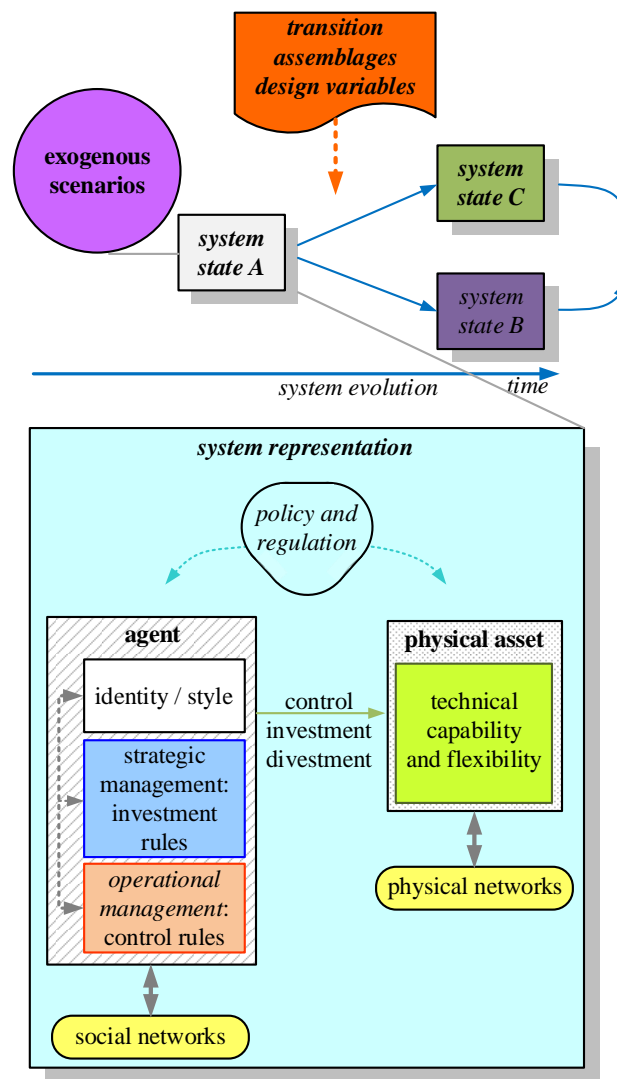 transition
assemblages
design variables
exogenous
scenarios
system
state C
system
state A
system
state B
system evolution
time
system representation
policy and
regulation
agent
identity / style
strategic
management:
investment
rules
operational
management:
control rules
control
investment
divestment
physical asset
technical
capability
and flexibility
physical networks
social networks